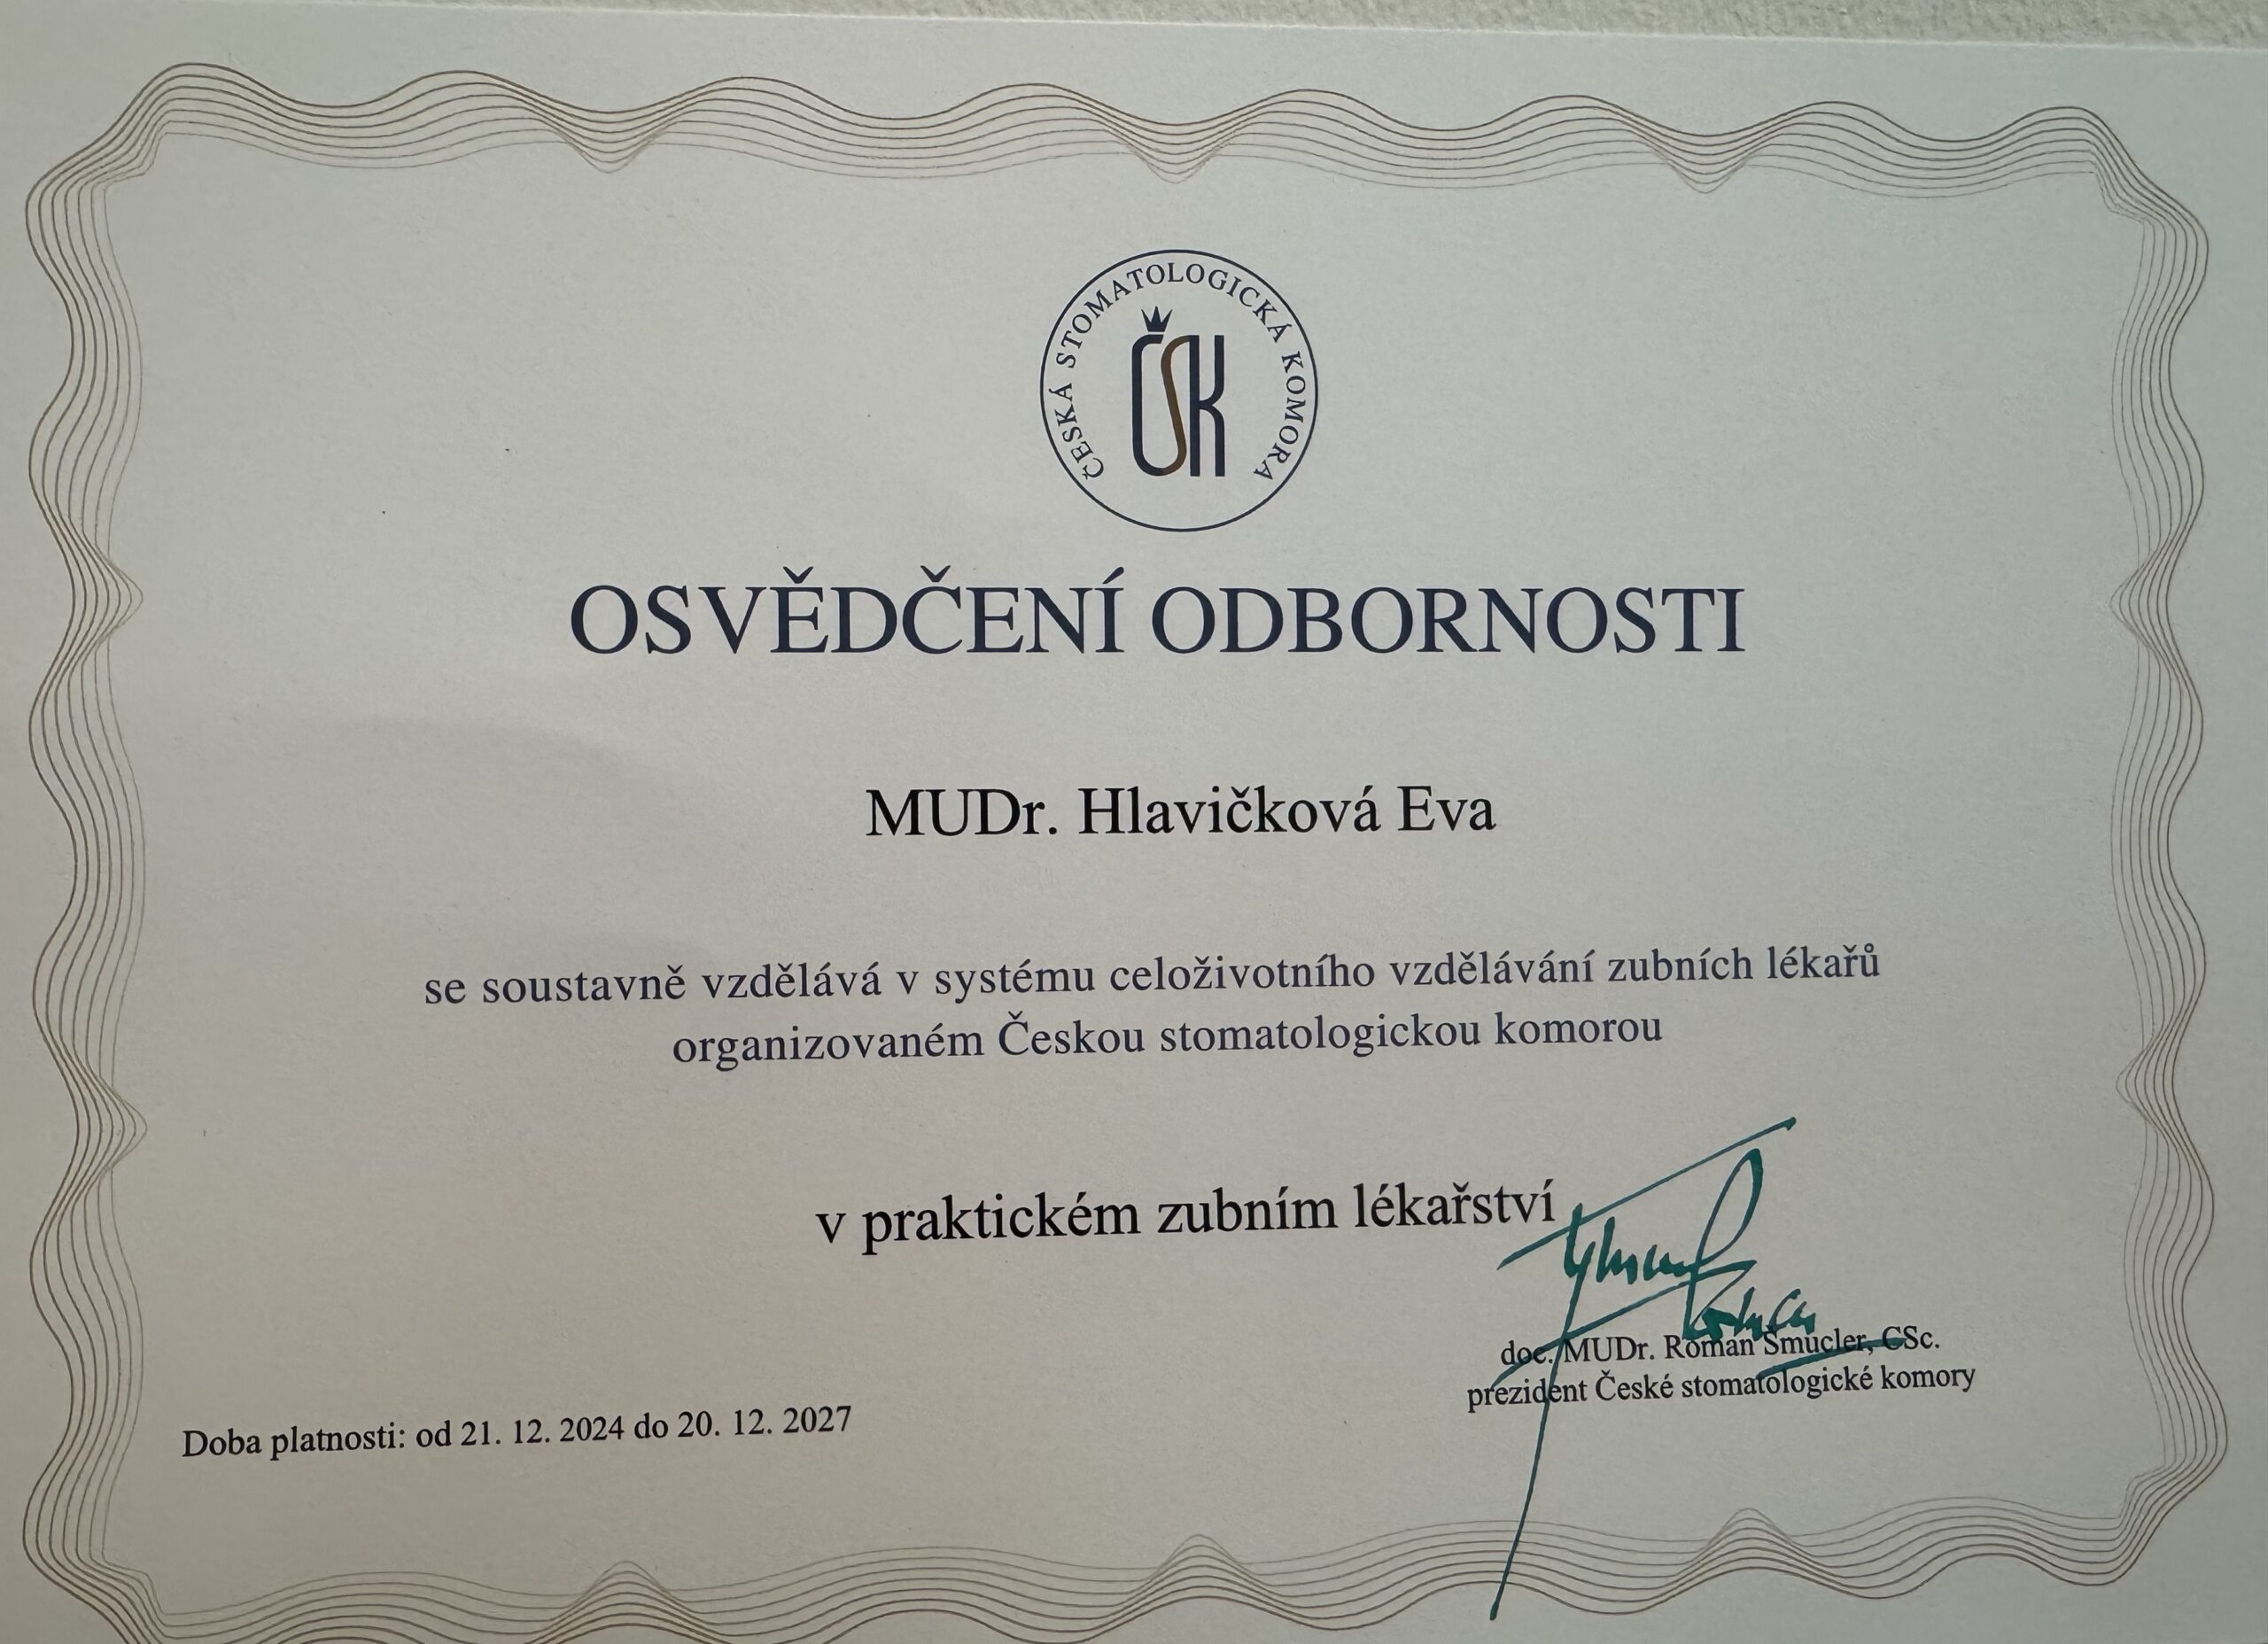 ČESKÁ STOMATOLOGICKÁ KOMORA
ČSK
OSVĚDČENÍ ODBORNOSTI
MUDr. Hlavičková Eva
se soustavně vzdělává v systému celoživotního vzdělávání zubních lékařů
organizovaném Českou stomatologickou komorou
v praktickém zubním lékařství
doc. MUDr. Roman Šmucler, CSc.
prezident České stomatologické komory
Doba platnosti: od 21. 12. 2024 do 20. 12. 2027